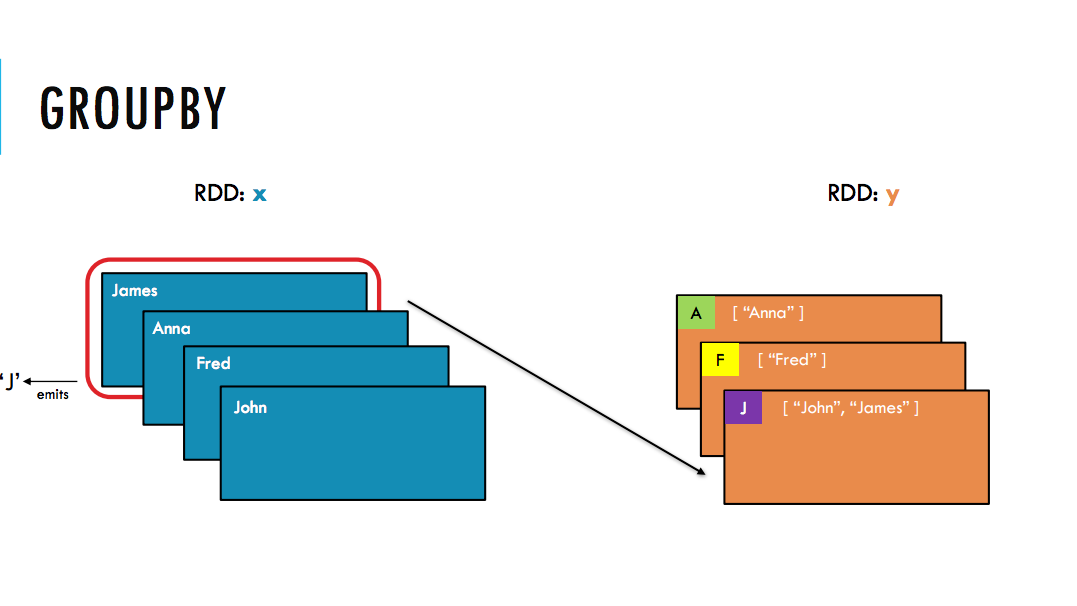 GROUPBY
RDD: x
RDD: y
James
Anna
Fred
John
‘J’
emits
A [ “Anna” ]
F [ “Fred” ]
J [ “John”, “James” ]